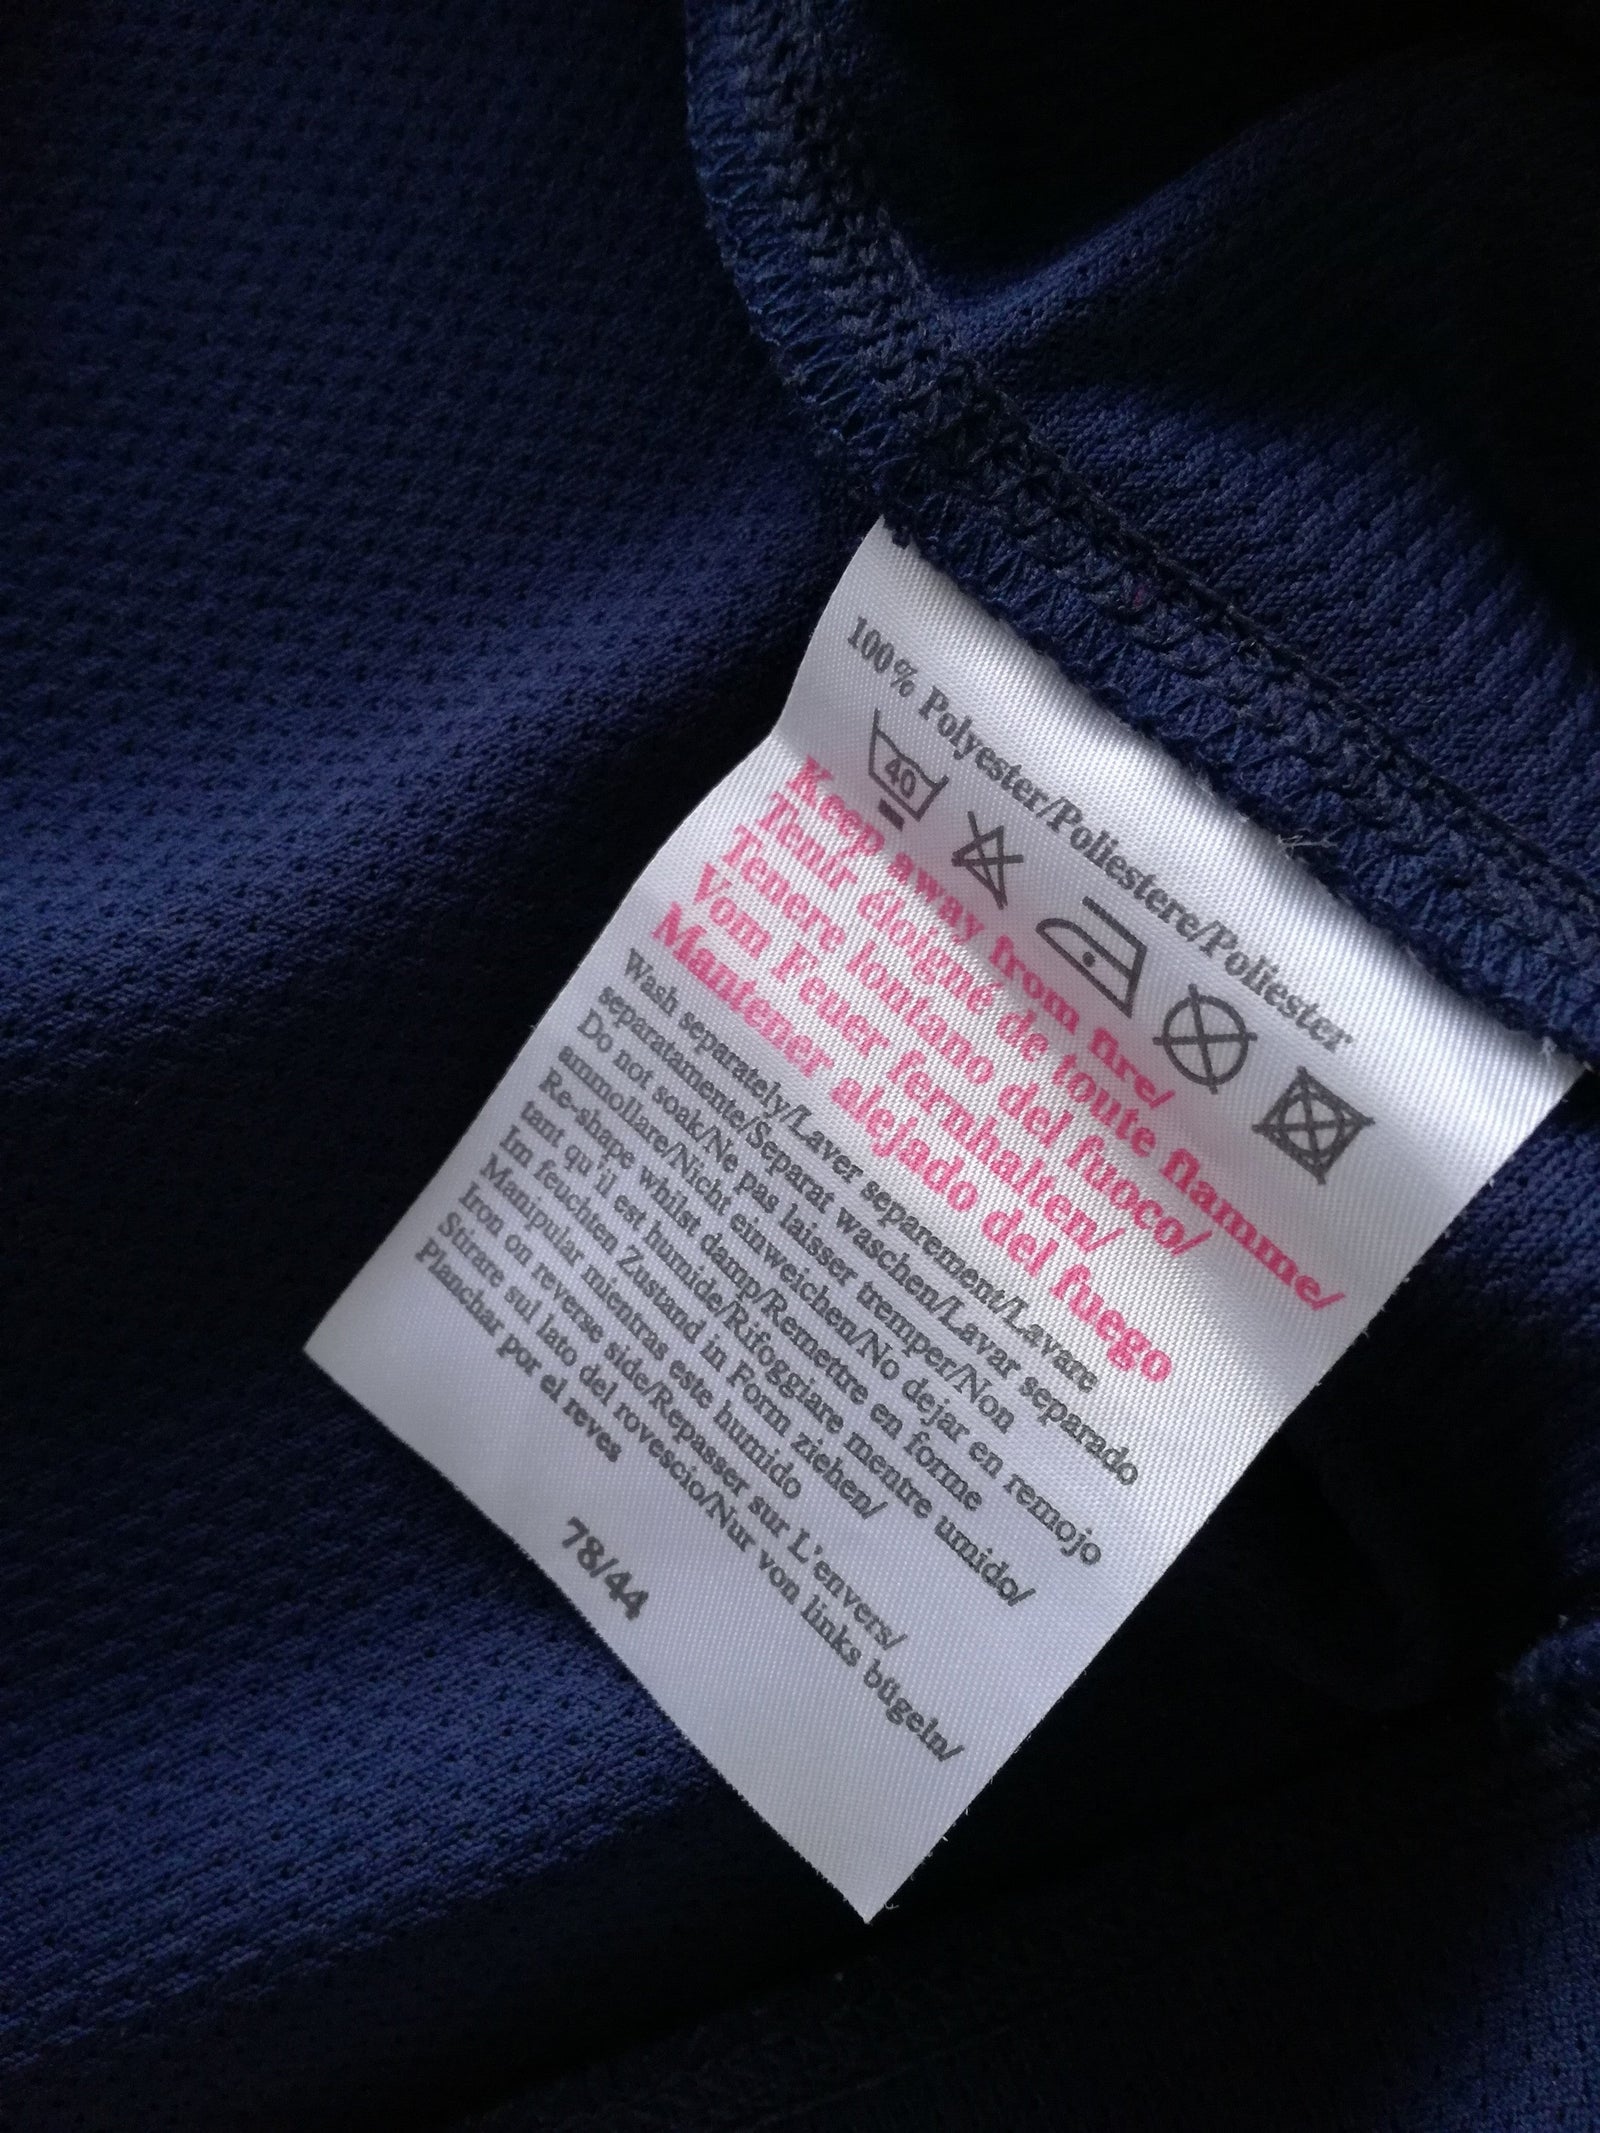 100% Polyester/Poliestere/Poliester
40
Keep away from fire/
Tenir éloigné de toute flamme/
Tenere lontano del fuoco/
Vom Feuer fernhalten/
Mantener alejado del fuego
Wash separately/Laver separement/Lavare
separatamente/Separat waschen/Lavar separado
Do not soak/Ne pas laisser tremper/Non
ammollare/Nicht einweichen/No dejar en remojo
Re-shape whilst damp/Remettre en forme
tant qu'il est humide/Rifoggiare mentre umido/
Im feuchten Zustand in Form ziehen/
Manipular mientras este humido
Iron on reverse side/Repasser sur L'envers/
Stirare sul lato del rovescio/Nur von links bügeln/
Planchar por el reves
78/44